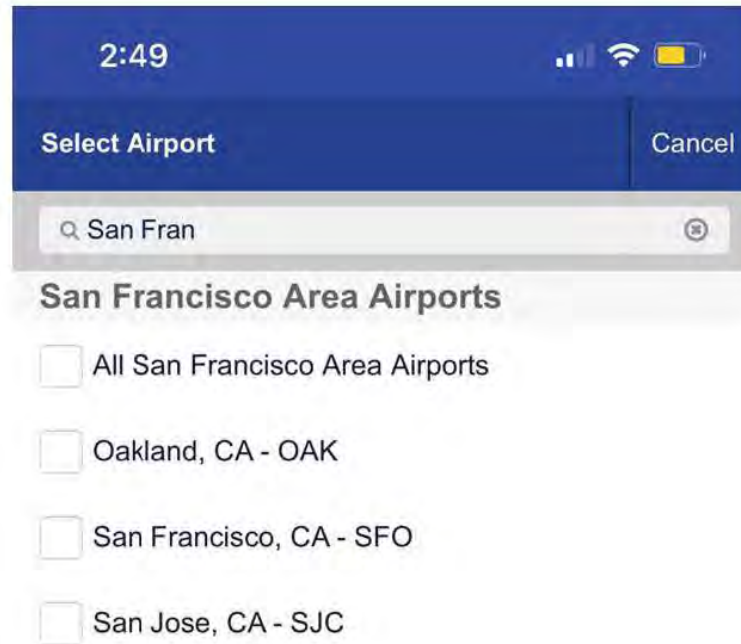 2:49
Select Airport
Cancel
San Fran
San Francisco Area Airports
All San Francisco Area Airports
Oakland, CA - OAK
San Francisco, CA - SFO
San Jose, CA - SJC